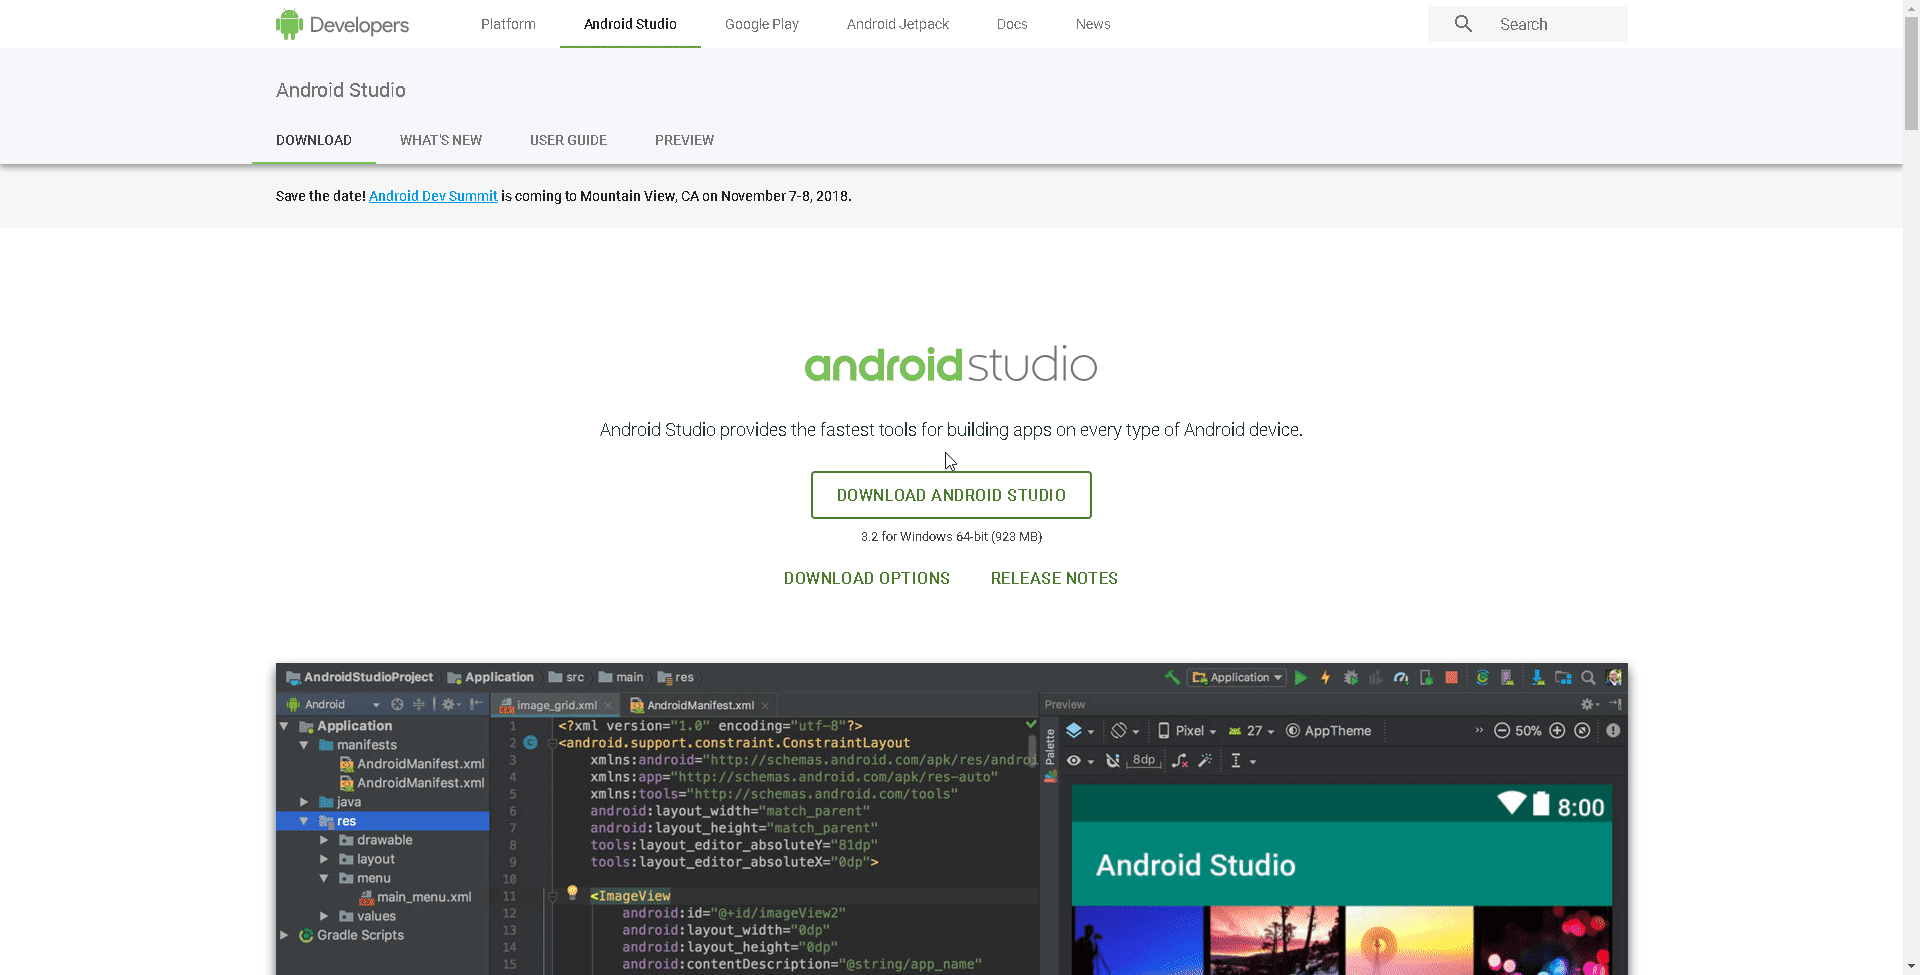 Developers
Platform
Android Studio
Google Play
Android Jetpack
Docs
News
Search
Android Studio
DOWNLOAD
WHAT'S NEW
USER GUIDE
PREVIEW
Save the date! Android Dev Summit is coming to Mountain View, CA on November 7-8, 2018.
androidstudio
Android Studio provides the fastest tools for building apps on every type of Android device.
DOWNLOAD ANDROID STUDIO
3.2 for Windows 64-bit (923 MB)
DOWNLOAD OPTIONS
RELEASE NOTES
AndroidStudioProject
Application
src
main
res
Application
Android
image_grid.xml
AndroidManifest.xml
Preview
Application
manifests
AndroidManifest.xml
AndroidManifest.xml
java
res
drawable
layout
menu
main_menu.xml
values
Gradle Scripts
1 <?xml version="1.0" encoding="utf-8"?>
2 <android.support.constraint.ConstraintLayout
3 xmlns:android="http://schemas.android.com/apk/res/androi
4 xmlns:app="http://schemas.android.com/apk/res-auto"
5 xmlns:tools="http://schemas.android.com/tools"
6 android:layout_width="match_parent"
7 android:layout_height="match_parent"
8 tools:layout_editor_absoluteY="81dp"
9 tools:layout_editor_absoluteX="0dp">
10
11 <ImageView
12 android:id="@+id/imageView2"
13 android:layout_width="0dp"
14 android:layout_height="0dp"
15 android:contentDescription="@string/app_name"
Palette
Pixel
27
AppTheme
50%
8dp
8:00
Android Studio